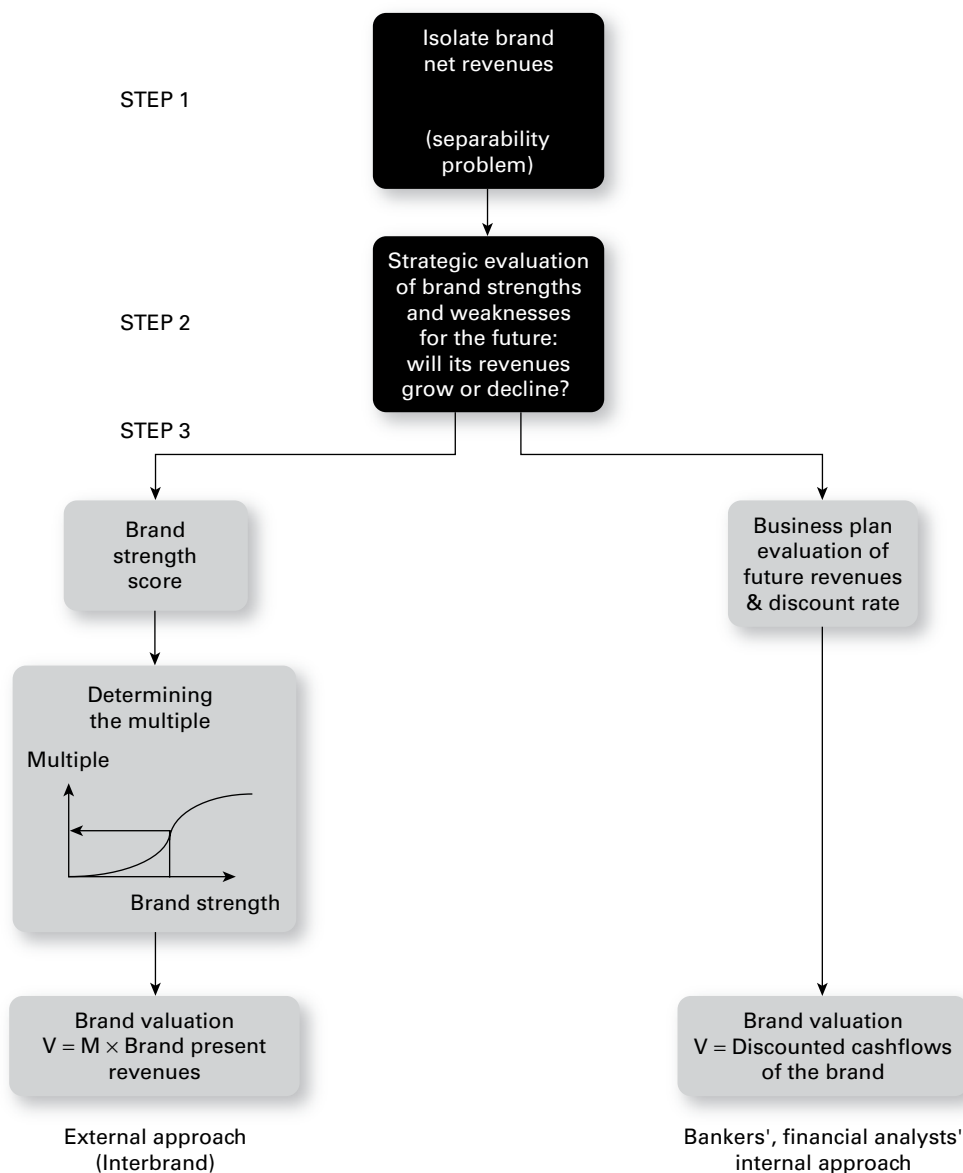 Isolate brand
net revenues
STEP 1
(separability
problem)
Strategic evaluation
of brand strengths
and weaknesses
for the future:
will its revenues
grow or decline?
STEP 2
STEP 3
Brand
strength
score
Business plan
evaluation of
future revenues
& discount rate
Determining
the multiple
Multiple
Brand strength
Brand valuation
V = M × Brand present
revenues
Brand valuation
V = Discounted cashflows
of the brand
External approach
(Interbrand)
Bankers', financial analysts'
internal approach